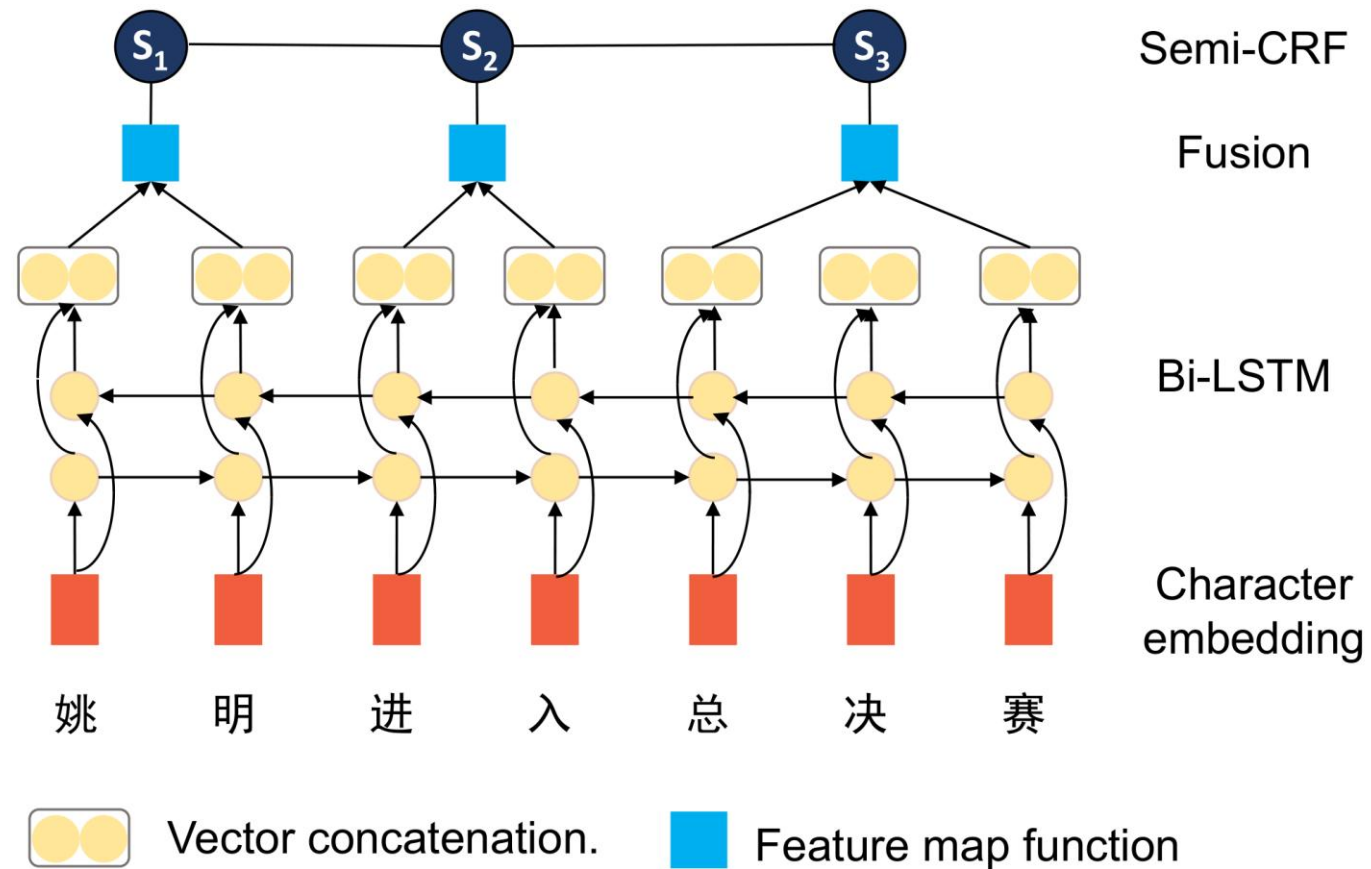 S₁ S₂ S₃ Semi-CRF
Fusion
Bi-LSTM
Character
embedding
姚 明 进 入 总 决 赛
Vector concatenation. Feature map function